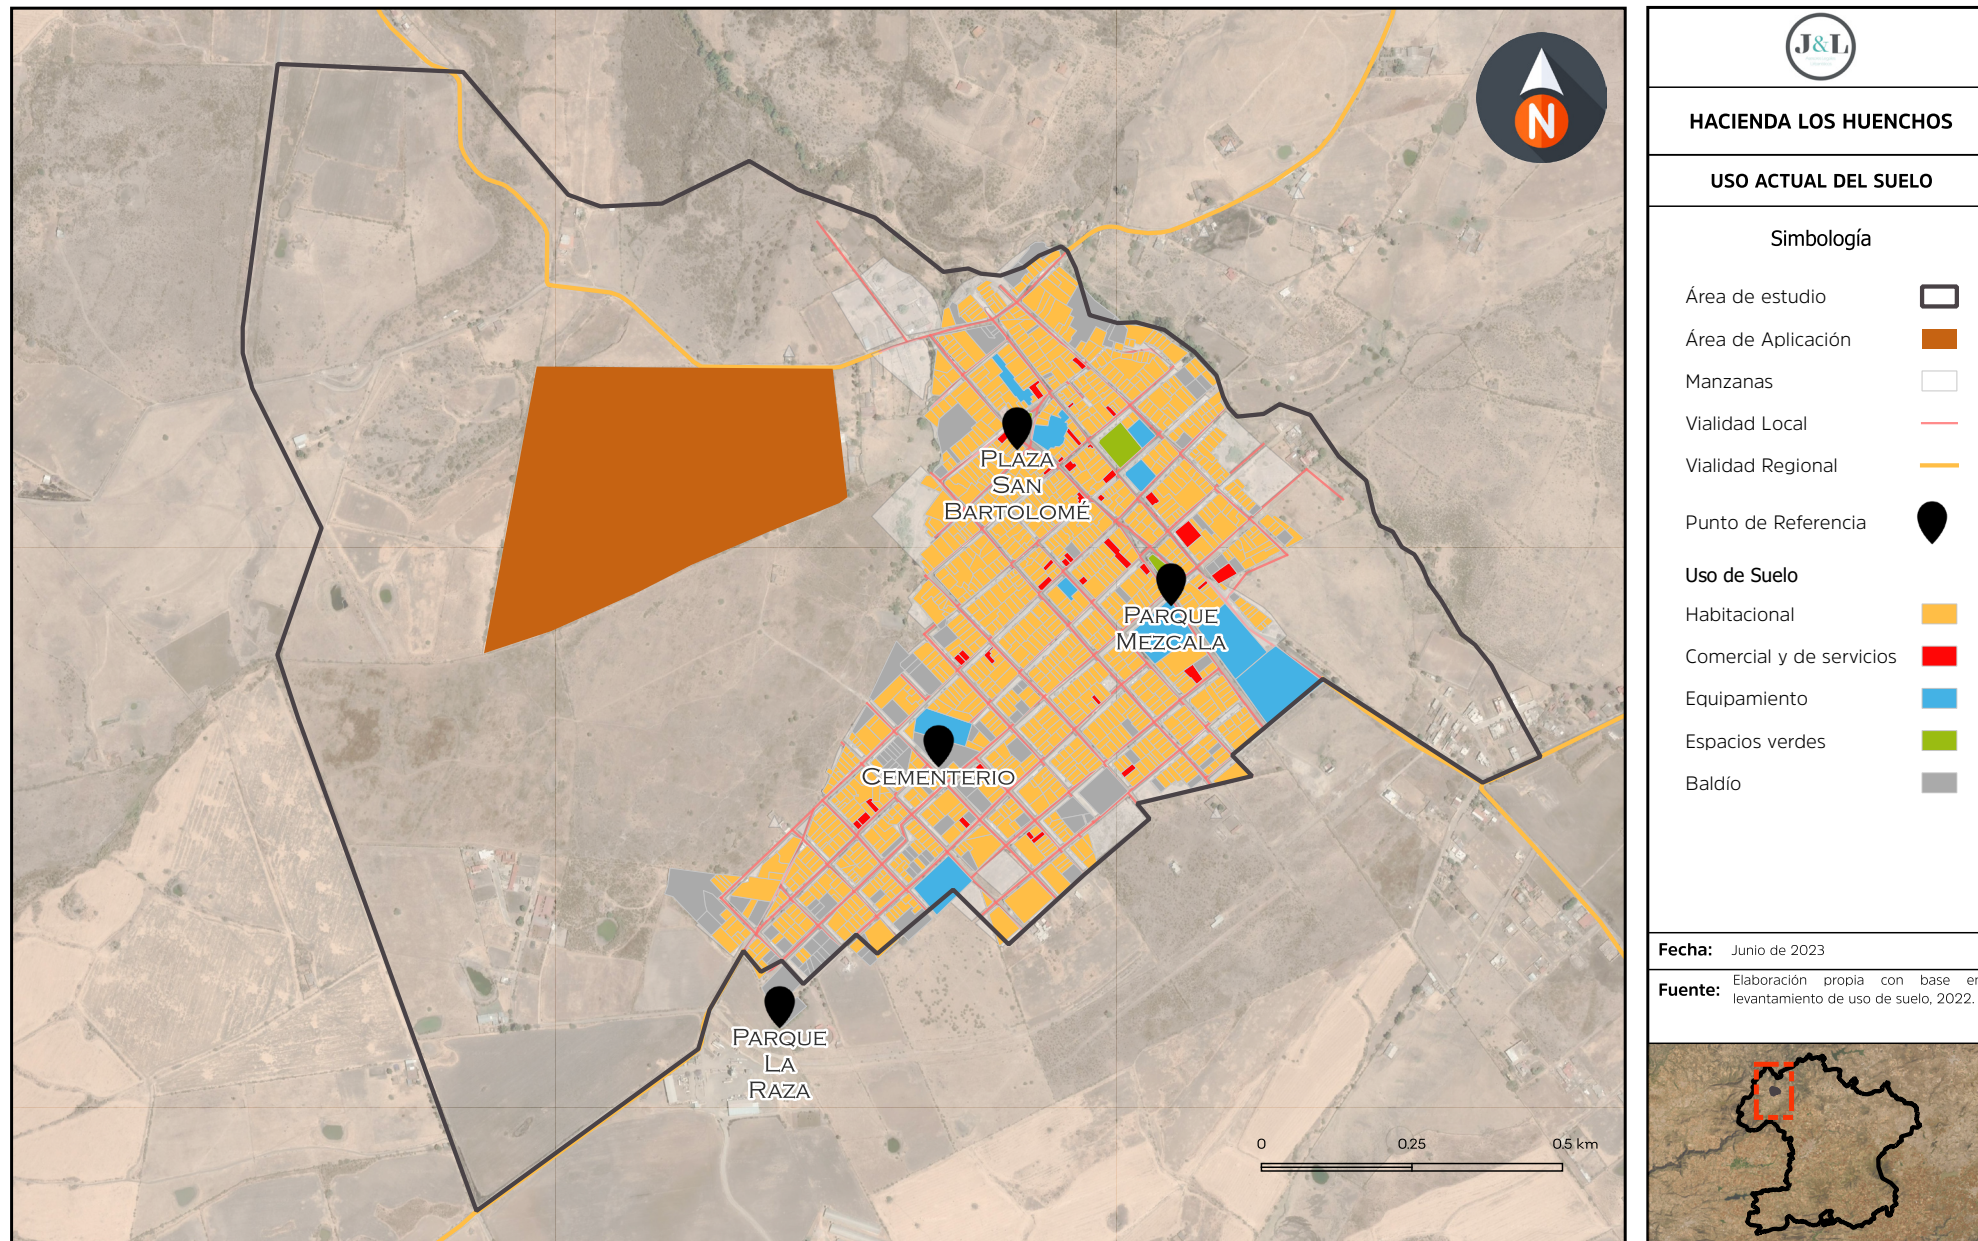 N
PLAZA
SAN
BARTOLOMÉ
PARQUE
MEZCALA
CEMENTERIO
PARQUE
LA
RAZA
0 0.25 0.5 km
J&L
HACIENDA LOS HUENCHOS
USO ACTUAL DEL SUELO
Simbología
Área de estudio
Área de Aplicación
Manzanas
Vialidad Local
Vialidad Regional
Punto de Referencia
Uso de Suelo
Habitacional
Comercial y de servicios
Equipamiento
Espacios verdes
Baldío
Fecha: Junio de 2023
Fuente: Elaboración propia con base en
levantamiento de uso de suelo, 2022.